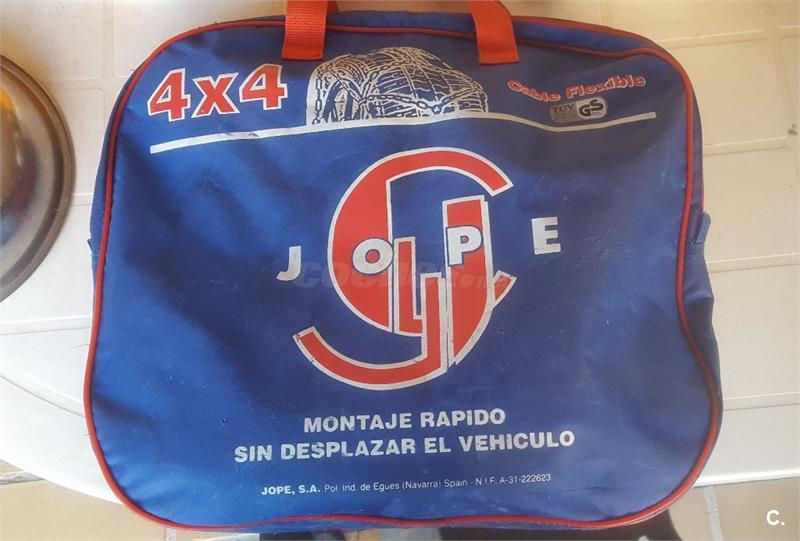 4x4
Cable Flexible
TÜV GS
JOPE
MONTAJE RAPIDO
SIN DESPLAZAR EL VEHICULO
JOPE, S.A. Pol. Ind. de Egues (Navarra) Spain - N.I.F. A-31-222623
C.